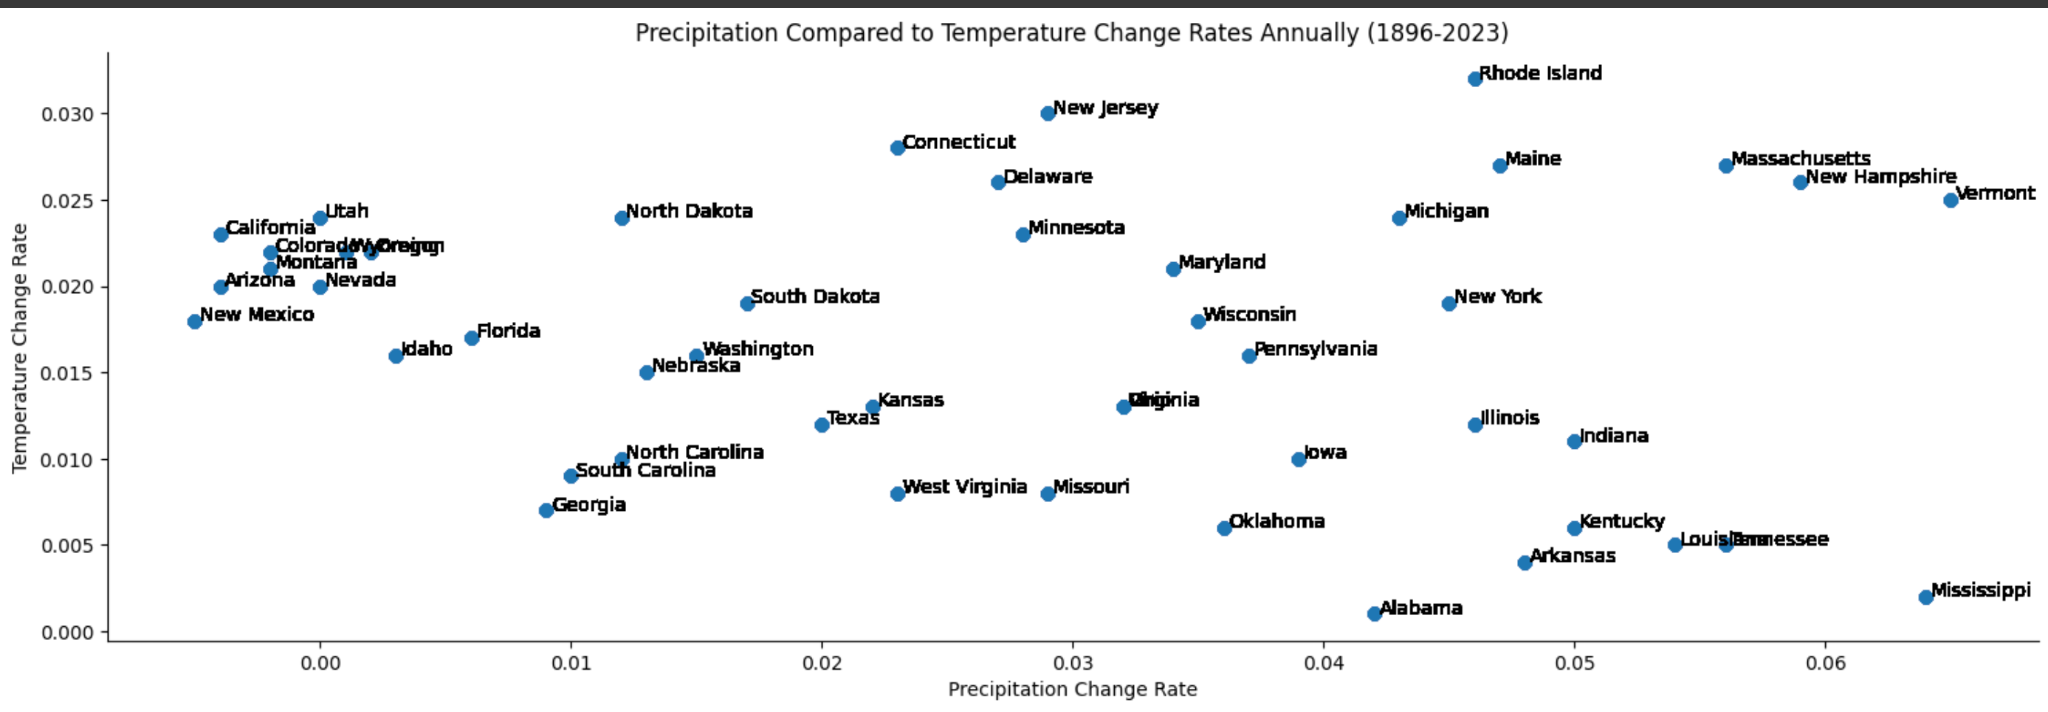 Precipitation Compared to Temperature Change Rates Annually (1896-2023)
Rhode Island
0.030
New Jersey
Connecticut
Maine
Massachusetts
Delaware
New Hampshire
0.025
Vermont
Utah
North Dakota
Michigan
California
Minnesota
Colorado Wyoming Oregon
Montana
Maryland
0.020
Arizona
Nevada
South Dakota
New York
New Mexico
Wisconsin
Florida
Idaho
Washington
Pennsylvania
0.015
Nebraska
Kansas
Virginia
Texas
Illinois
Indiana
0.010
North Carolina
Iowa
South Carolina
West Virginia
Missouri
Georgia
Oklahoma
Kentucky
0.005
Louisiana Tennessee
Arkansas
Mississippi
Alabama
0.000
0.00 0.01 0.02 0.03 0.04 0.05 0.06
Precipitation Change Rate
Temperature Change Rate